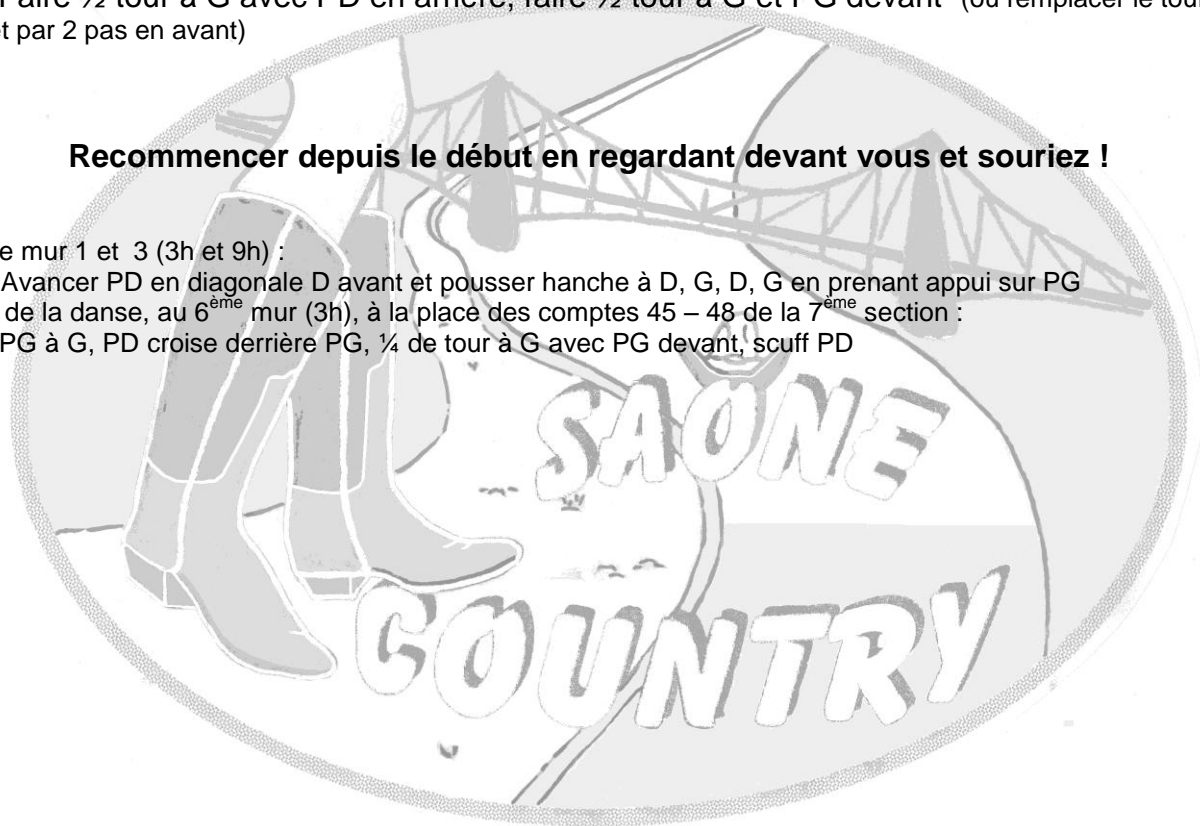 Faire ½ tour à G avec PD en arrière, faire ½ tour à G et PG devant (ou remplacer le tour
et par 2 pas en avant)
Recommencer depuis le début en regardant devant vous et souriez !
e mur 1 et 3 (3h et 9h) :
Avancer PD en diagonale D avant et pousser hanche à D, G, D, G en prenant appui sur PG
de la danse, au 6ème mur (3h), à la place des comptes 45 – 48 de la 7ème section :
PG à G, PD croise derrière PG, ¼ de tour à G avec PG devant, scuff PD
SAONE
COUNTRY